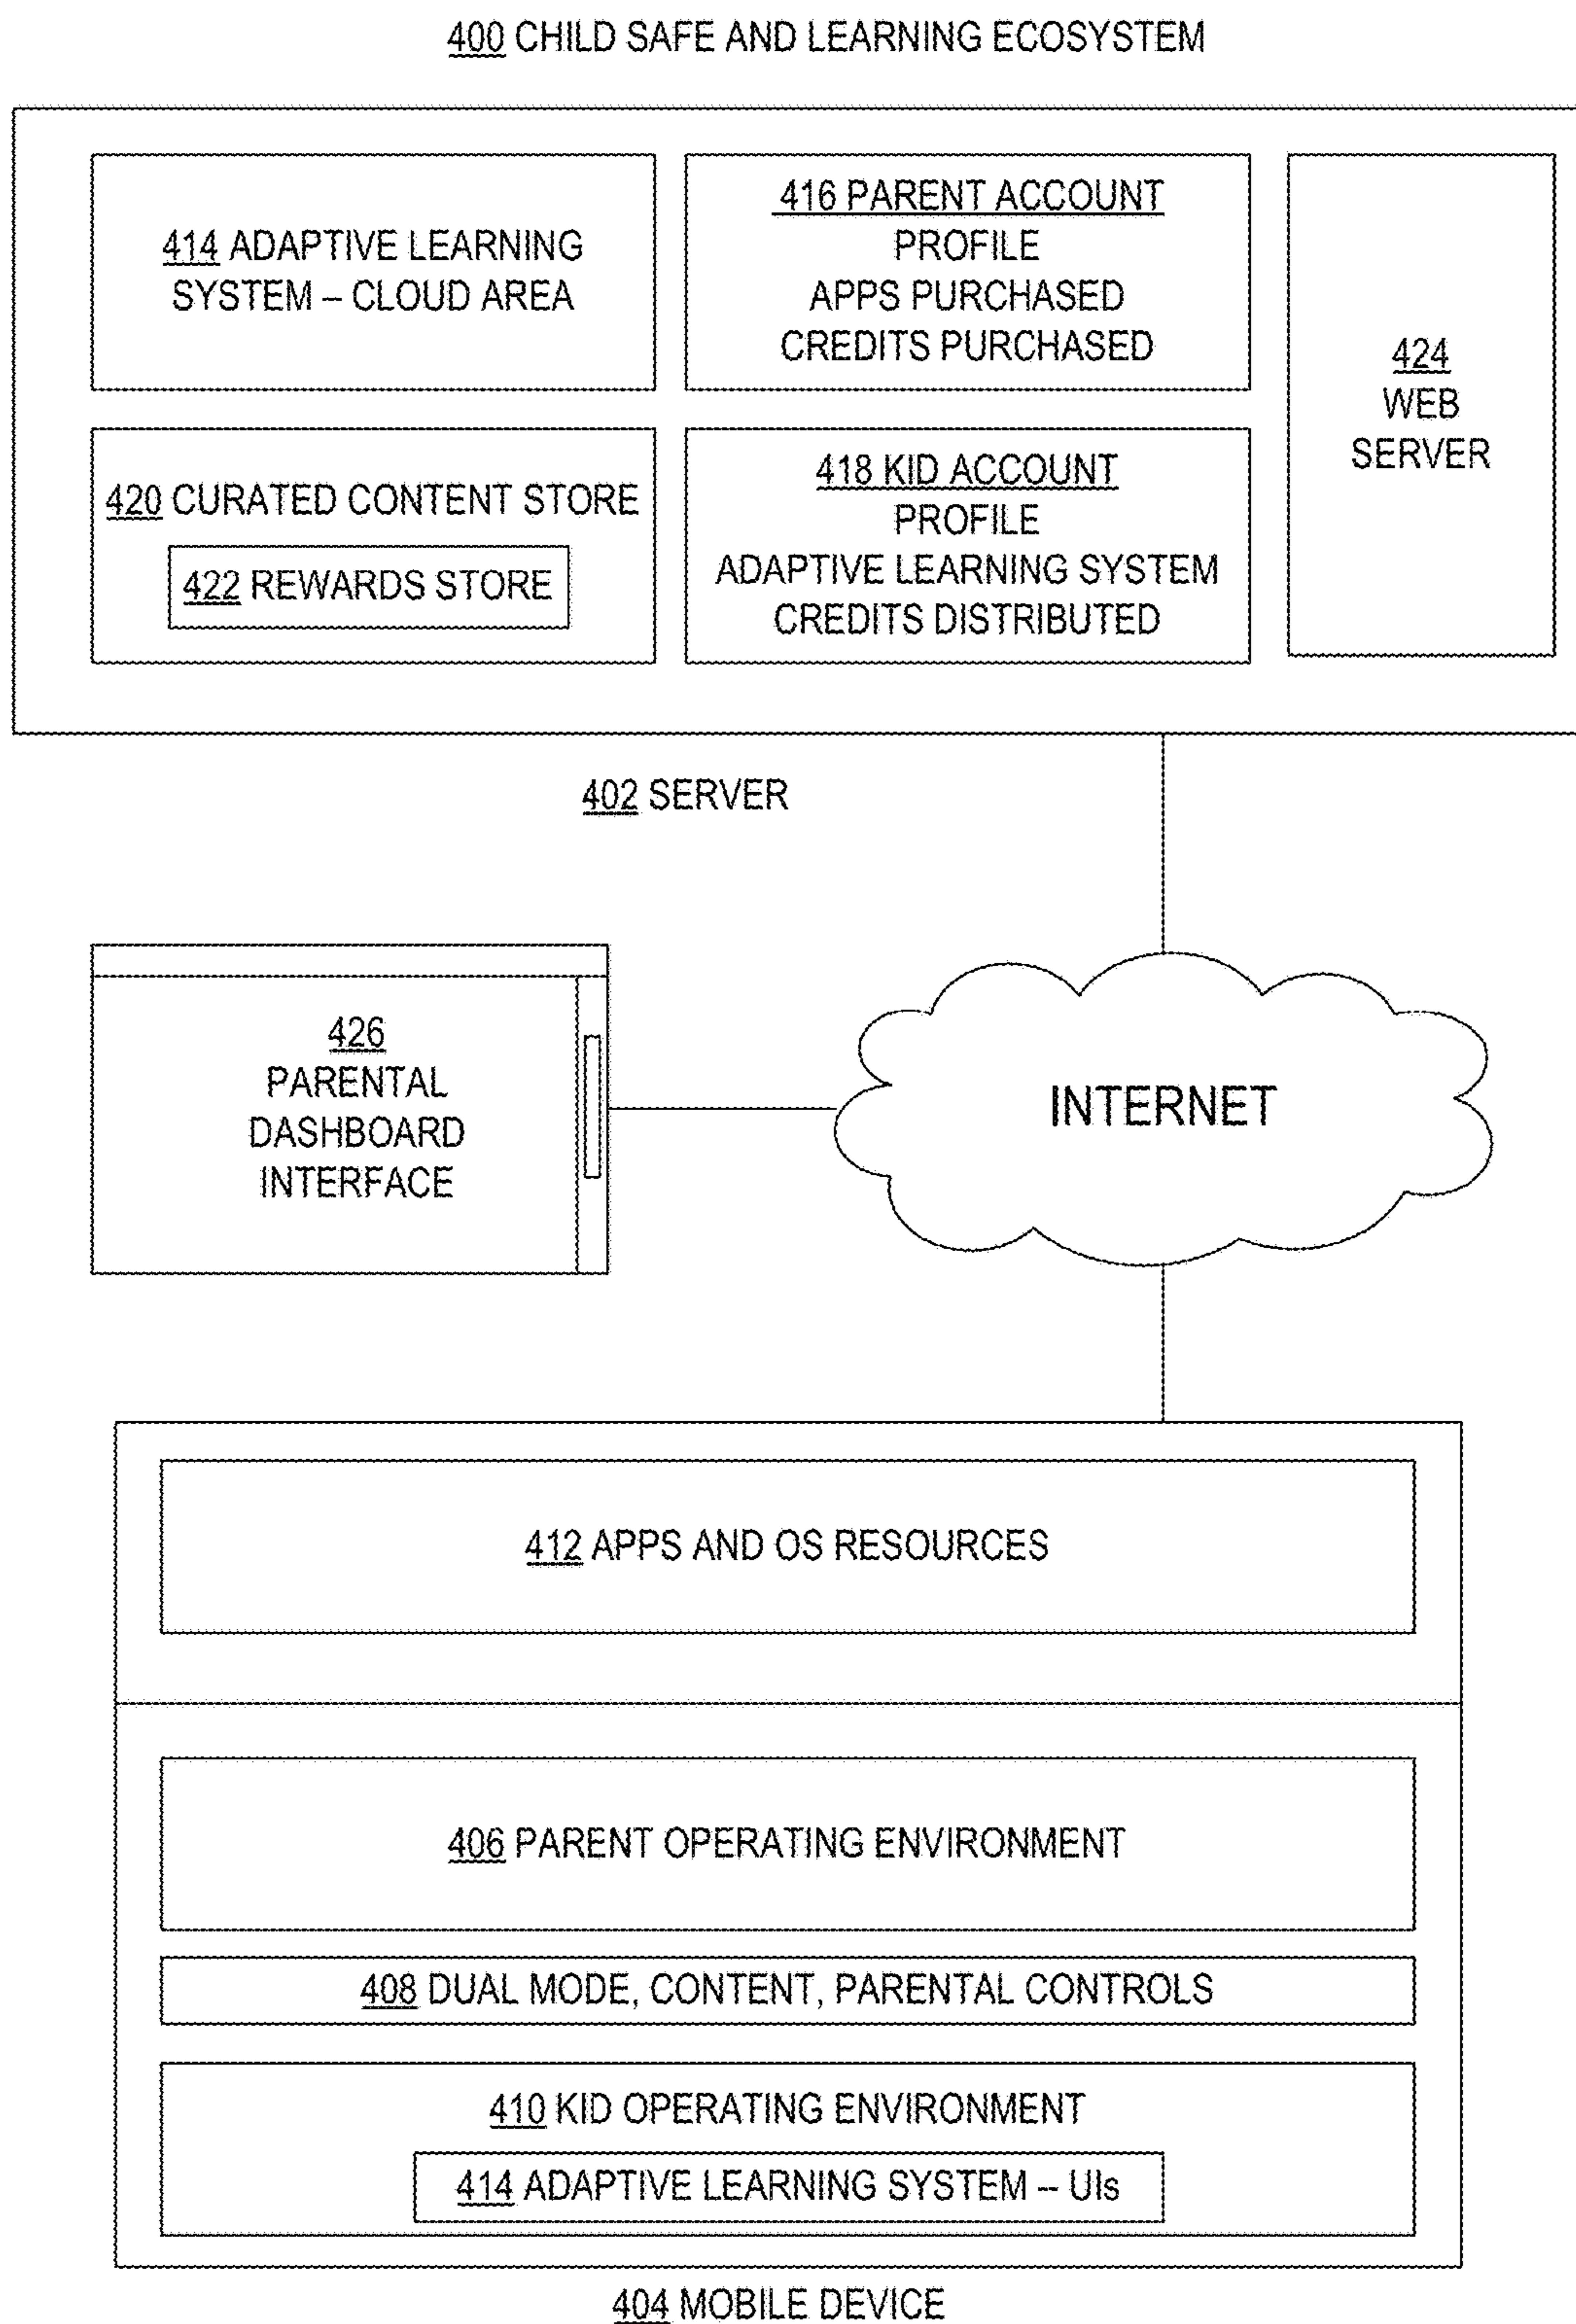 400 CHILD SAFE AND LEARNING ECOSYSTEM
414 ADAPTIVE LEARNING
SYSTEM – CLOUD AREA
416 PARENT ACCOUNT
PROFILE
APPS PURCHASED
CREDITS PURCHASED
424
WEB
SERVER
420 CURATED CONTENT STORE
422 REWARDS STORE
418 KID ACCOUNT
PROFILE
ADAPTIVE LEARNING SYSTEM
CREDITS DISTRIBUTED
402 SERVER
426
PARENTAL
DASHBOARD
INTERFACE
INTERNET
412 APPS AND OS RESOURCES
406 PARENT OPERATING ENVIRONMENT
408 DUAL MODE, CONTENT, PARENTAL CONTROLS
410 KID OPERATING ENVIRONMENT
414 ADAPTIVE LEARNING SYSTEM -- UIs
404 MOBILE DEVICE